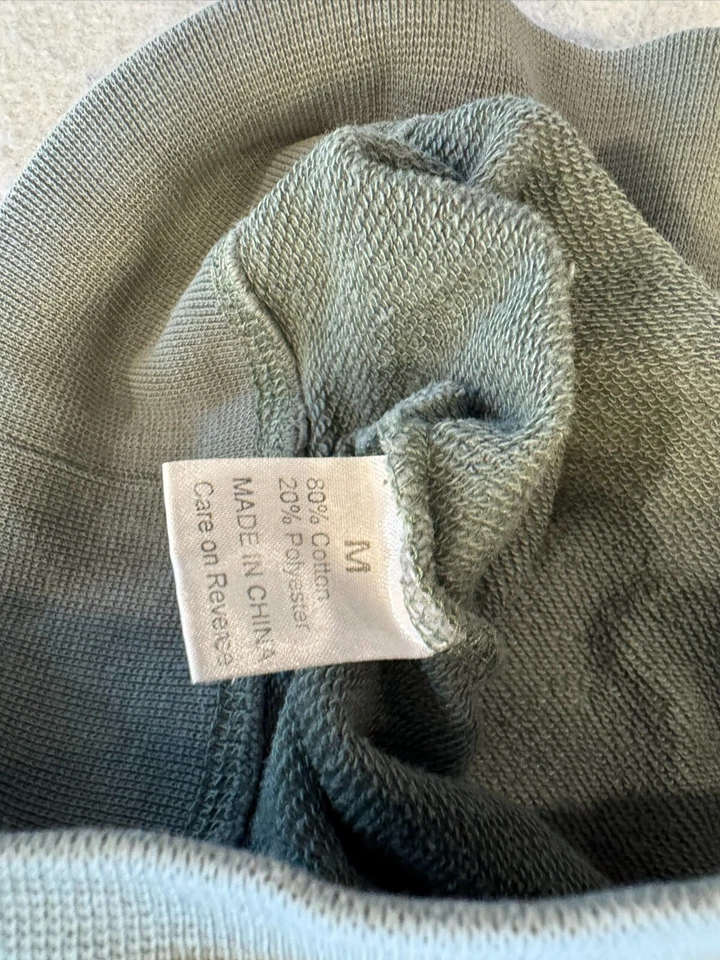 M
80% Cotton
20% Polyester
MADE IN CHINA
Care on Reverse